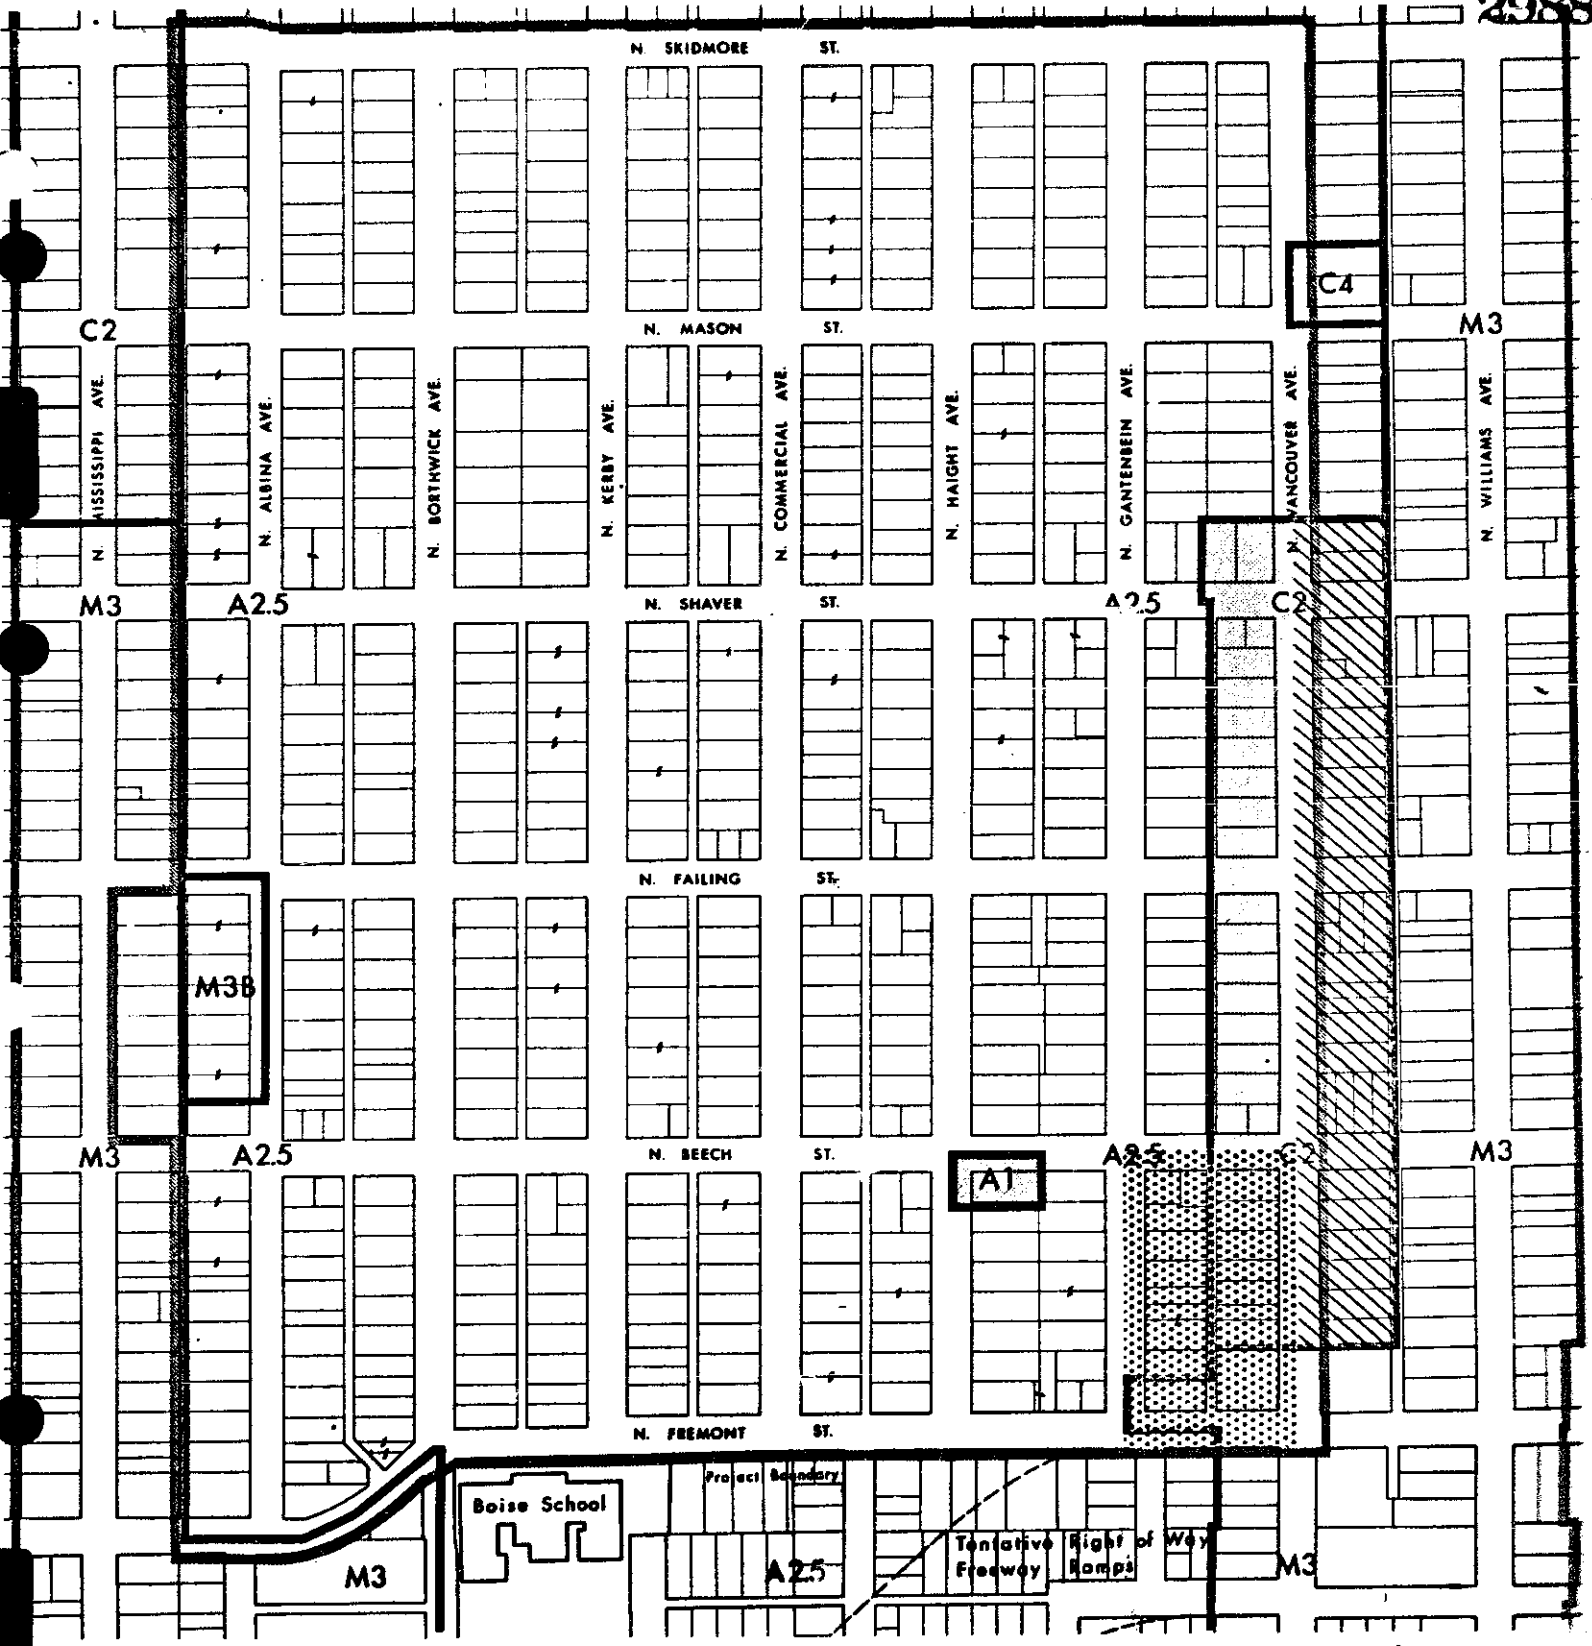 2988
N. SKIDMORE ST.
C4
C2
N. MASON ST.
M3
N. MISSISSIPPI AVE.
N. ALBINA AVE.
N. BORTHWICK AVE.
N. KERBY AVE.
N. COMMERCIAL AVE.
N. HAIGHT AVE.
N. GANTENBEIN AVE.
N. VANCOUVER AVE.
N. WILLIAMS AVE.
M3
A2.5
N. SHAVER ST.
A2.5
C2
N. FAILING ST.
M3B
M3
A2.5
N. BEECH ST.
A2.5
C2
M3
A1
N. FREMONT ST.
Project Boundary
Boise School
Tentative Right of Way
Freeway Ramps
M3
A2.5
M3